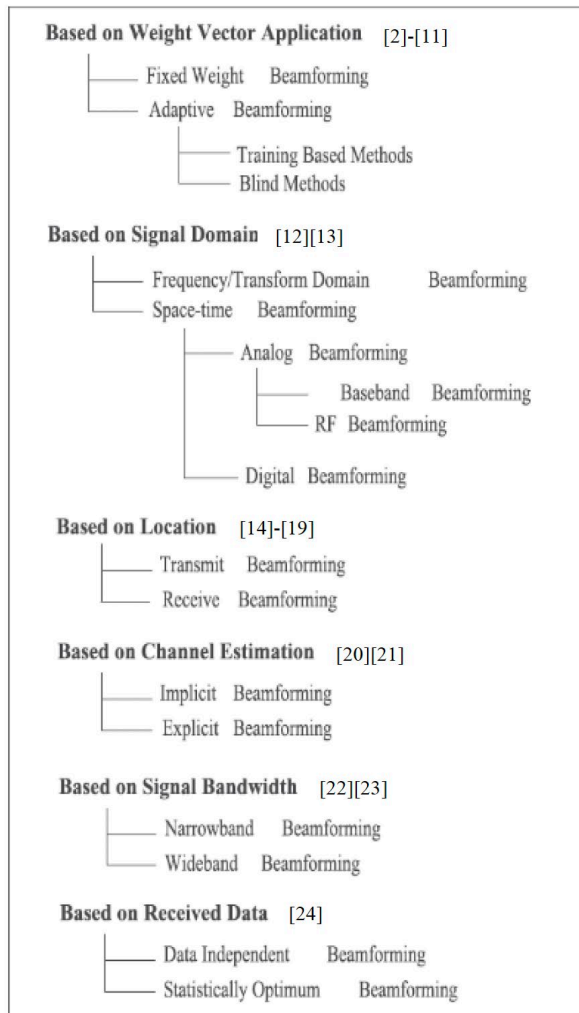 Based on Weight Vector Application [2]-[11]
Fixed Weight Beamforming
Adaptive Beamforming
Training Based Methods
Blind Methods
Based on Signal Domain [12][13]
Frequency/Transform Domain Beamforming
Space-time Beamforming
Analog Beamforming
Baseband Beamforming
RF Beamforming
Digital Beamforming
Based on Location [14]-[19]
Transmit Beamforming
Receive Beamforming
Based on Channel Estimation [20][21]
Implicit Beamforming
Explicit Beamforming
Based on Signal Bandwidth [22][23]
Narrowband Beamforming
Wideband Beamforming
Based on Received Data [24]
Data Independent Beamforming
Statistically Optimum Beamforming